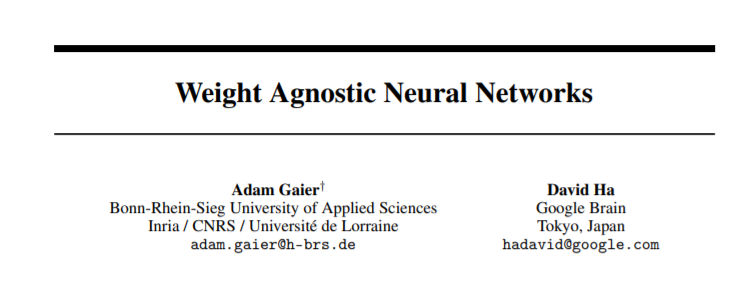 Weight Agnostic Neural Networks
Adam Gaier†
Bonn-Rhein-Sieg University of Applied Sciences
Inria / CNRS / Université de Lorraine
adam.gaier@h-brs.de
David Ha
Google Brain
Tokyo, Japan
hadavid@google.com